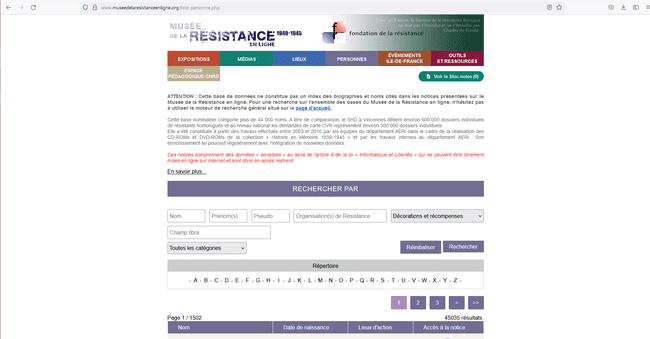 www.museedelaresistanceenligne.org/liste-personne.php
MUSÉE
DE LA RÉSISTANCE 1940-1945
EN LIGNE
fondation de la résistance
EXPOSITIONS
MÉDIAS
LIEUX
PERSONNES
ÉVÉNEMENTS
ILE-DE-FRANCE
OUTILS
ET RESSOURCES
ESPACE
PÉDAGOGIQUE CNRD
Voir le bloc notes (0)
ATTENTION : Cette base de données ne constitue pas un index des biographies et noms cités dans les notices présentées sur le
Musée de la Résistance en ligne. Pour une recherche sur l'ensemble des bases du Musée de la Résistance en ligne, n'hésitez pas
à utiliser le moteur de recherche général situé sur la page d'accueil.
Cette base nominative comporte plus de 44 000 noms. A titre de comparaison, le SHD à Vincennes détient environ 600 000 dossiers individuels
de résistants homologués et au niveau national les demandes de carte CVR représentent environ 300 000 dossiers individuels.
Elle a été constituée à partir des travaux effectués entre 2003 et 2016 par les équipes du département AERI dans le cadre de la réalisation des
CD-ROMs et DVD-ROMs de la collection « Histoire en Mémoire 1939-1945 » et par les travaux internes au département AERI . Son
enrichissement se poursuit régulièrement avec l'intégration de nouvelles données.
Ces notices comprennent des données « sensibles » au sens de l'article 8 de la loi « Informatique et Libertés » qui ne peuvent être librement
mises en ligne sur Internet et sont donc en accès restreint.
En savoir plus...
RECHERCHER PAR
Nom
Prénom(s)
Pseudo
Organisation(s) de Résistance
Décorations et récompenses
Champ libre
Toutes les catégories
Réinitialiser
Rechercher
Répertoire
- A - B - C - D - E - F - G - H - I - J - K - L - M - N - O - P - Q - R - S - T - U - V - W - X - Y - Z -
1 2 3 > >>
Page 1 / 1502
45035 résultats
Nom
Date de naissance
Lieux d'action
Accès à la notice